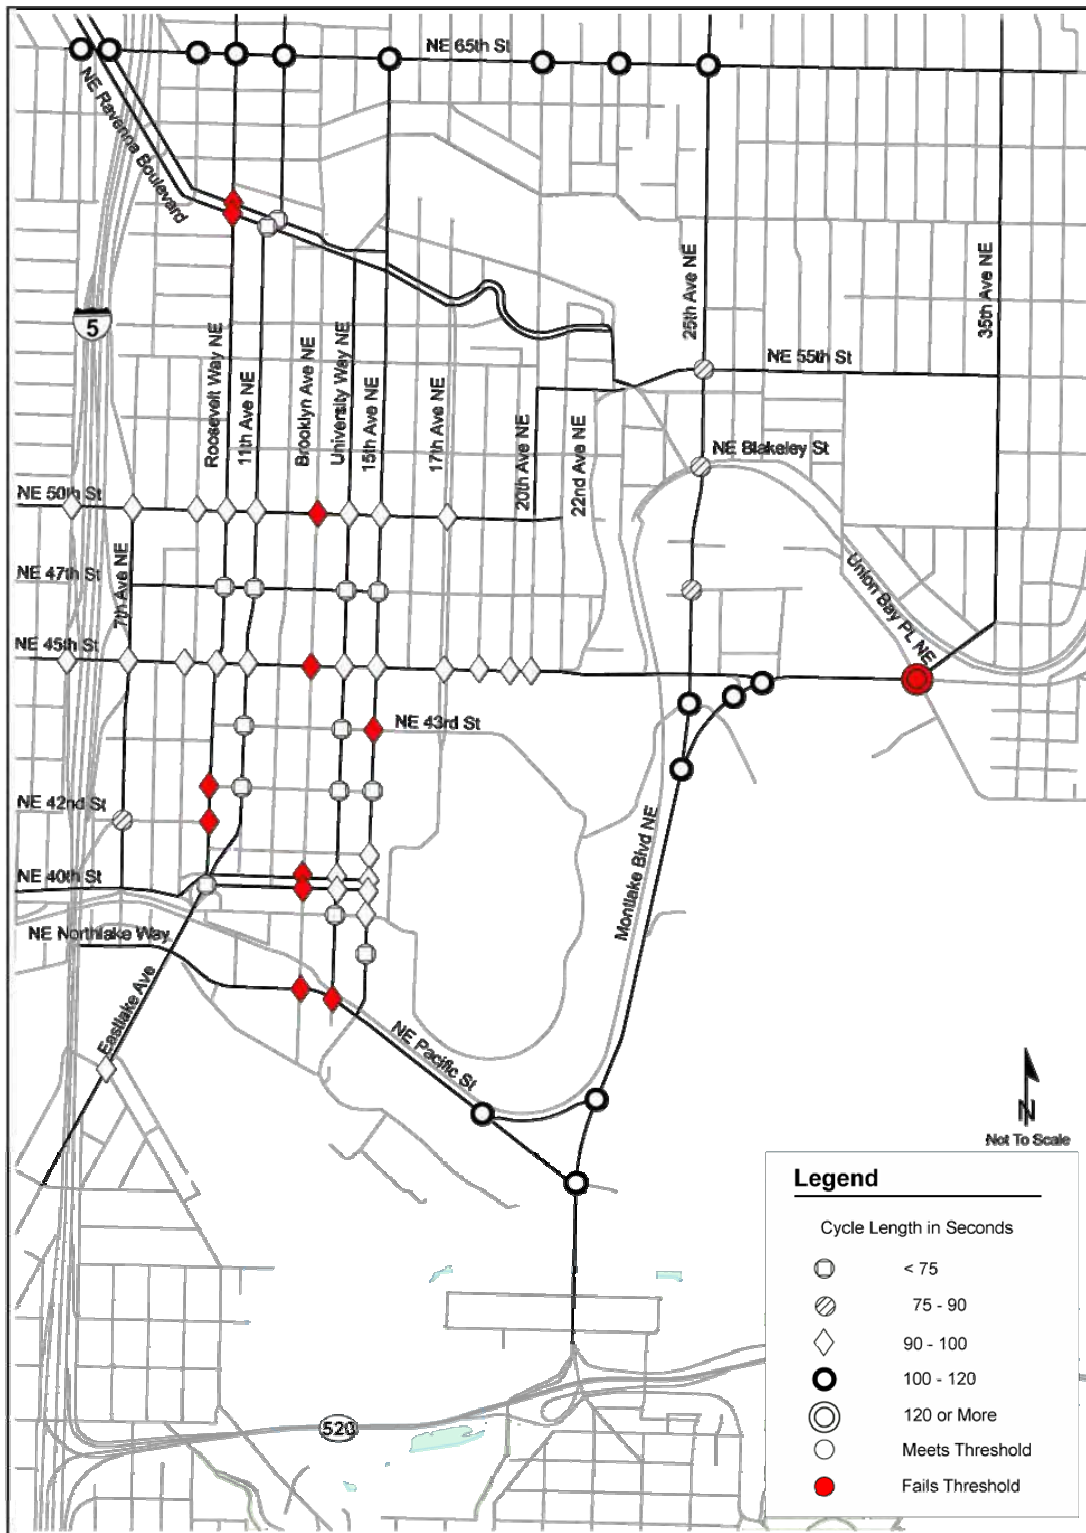 NE 65th St
NE Ravenna Boulevard
25th Ave NE
35th Ave NE
5
NE 55th St
Roosevelt Way NE
11th Ave NE
Brooklyn Ave NE
University Way NE
15th Ave NE
17th Ave NE
20th Ave NE
22nd Ave NE
NE Blakeley St
NE 50th St
7th Ave NE
NE 47th St
Union Bay PL NE
NE 45th St
NE 43rd St
NE 42nd St
Montlake Blvd NE
NE 40th St
NE Northlake Way
Eastlake Ave
NE Pacific St
N
Not To Scale
Legend
Cycle Length in Seconds
< 75
75 - 90
90 - 100
100 - 120
120 or More
Meets Threshold
Fails Threshold
520